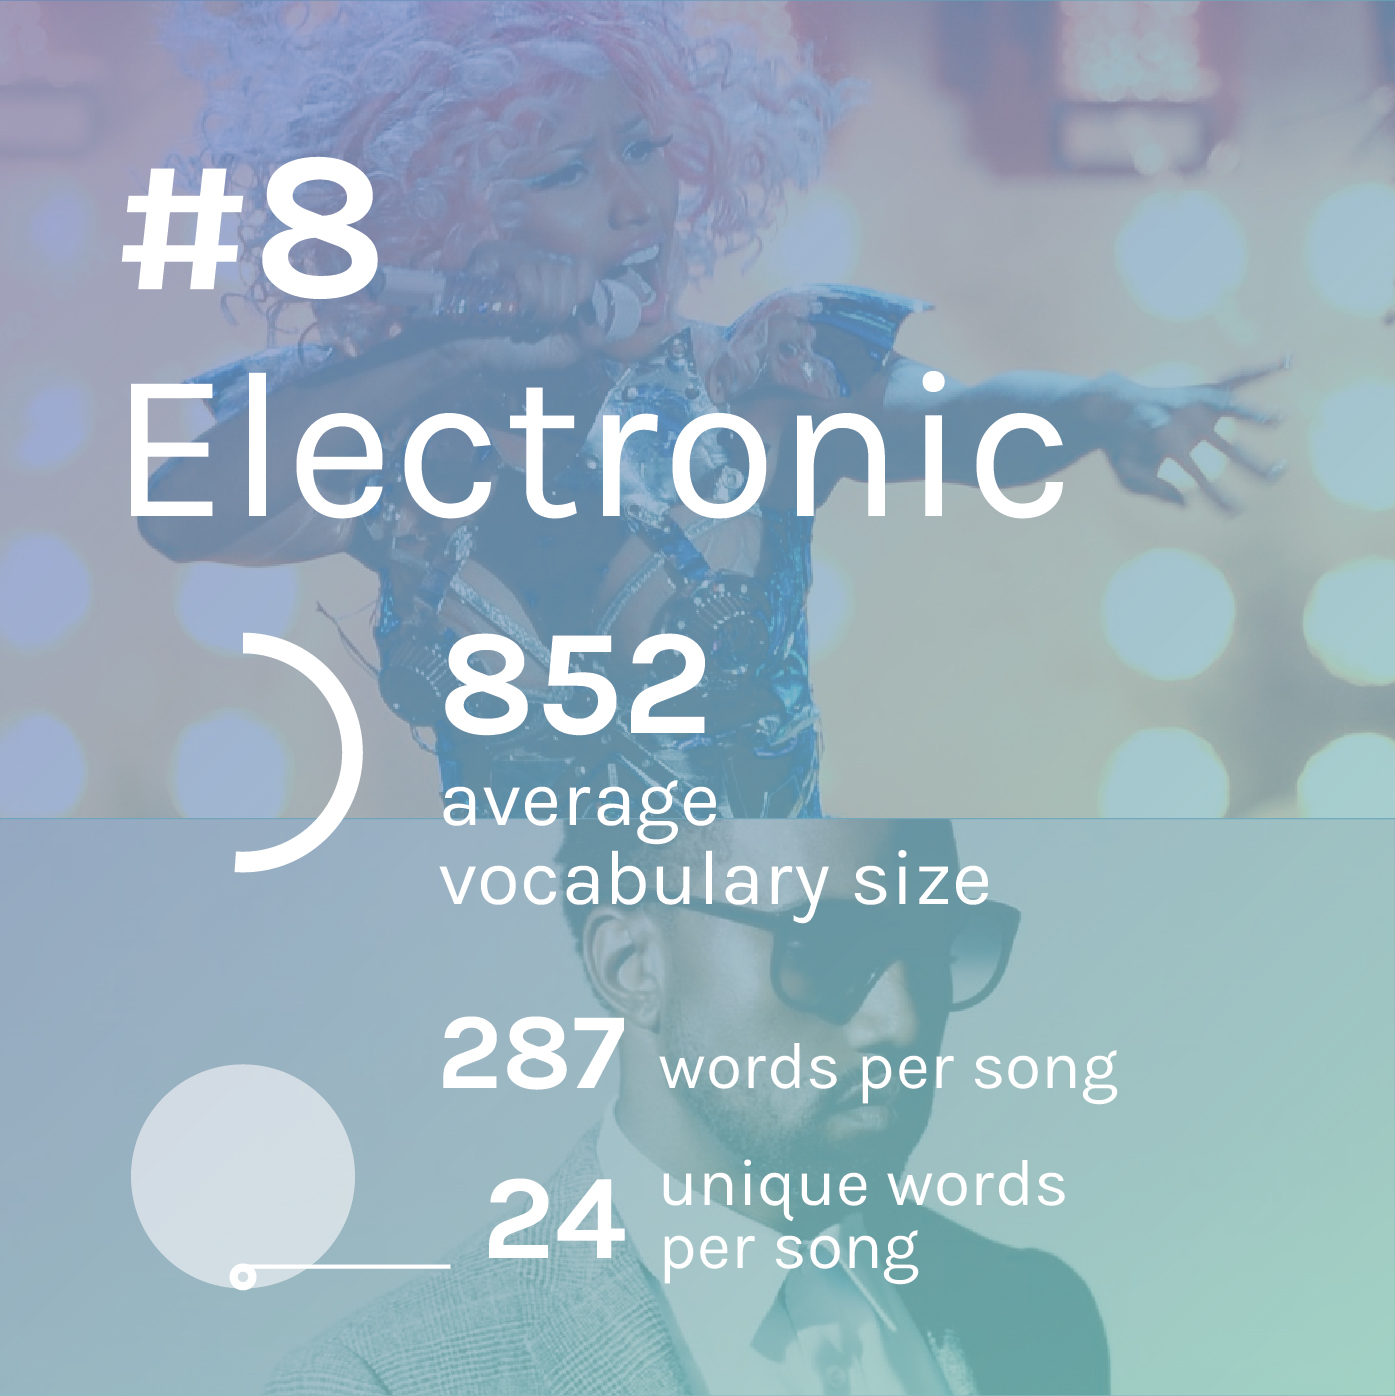 #8
Electronic
852
average
vocabulary size
287 words per song
24 unique words
per song